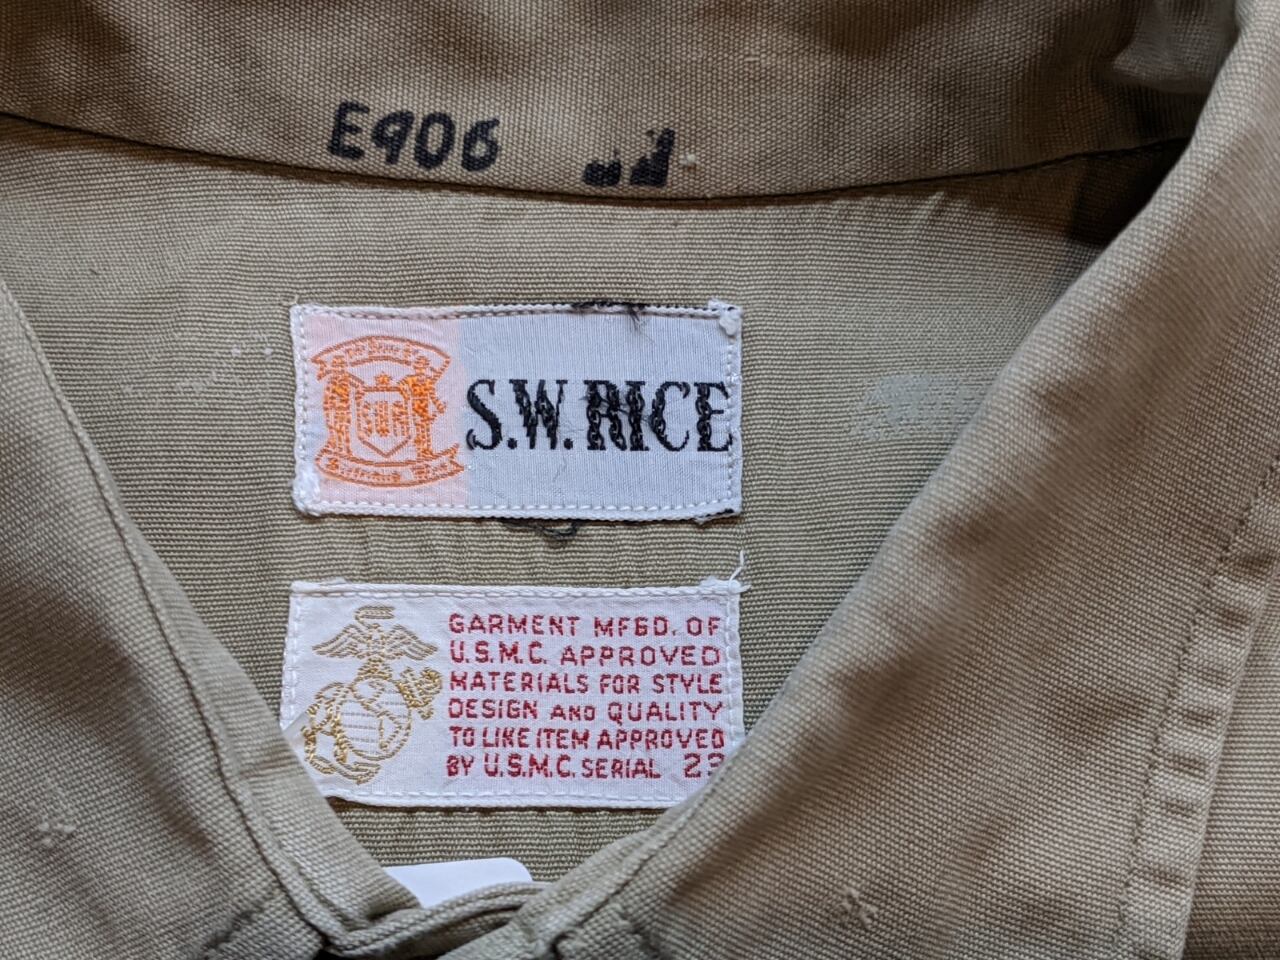 E906
S.W. RICE
SWR
GARMENT MFGD. OF
U.S.M.C. APPROVED
MATERIALS FOR STYLE
DESIGN AND QUALITY
TO LIKE ITEM APPROVED
BY U.S.M.C. SERIAL 23